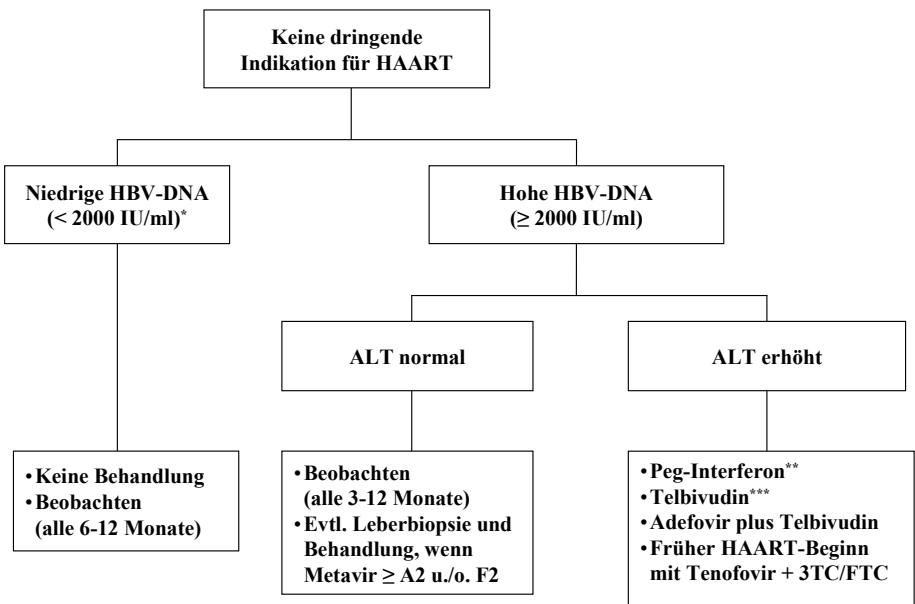 Keine dringende
Indikation für HAART
Niedrige HBV-DNA
(< 2000 IU/ml)*
Hohe HBV-DNA
(≥ 2000 IU/ml)
ALT normal
ALT erhöht
•Keine Behandlung
•Beobachten
(alle 6-12 Monate)
•Beobachten
(alle 3-12 Monate)
•Evtl. Leberbiopsie und
Behandlung, wenn
Metavir ≥ A2 u./o. F2
•Peg-Interferon**
•Telbivudin***
•Adefovir plus Telbivudin
•Früher HAART-Beginn
mit Tenofovir + 3TC/FTC